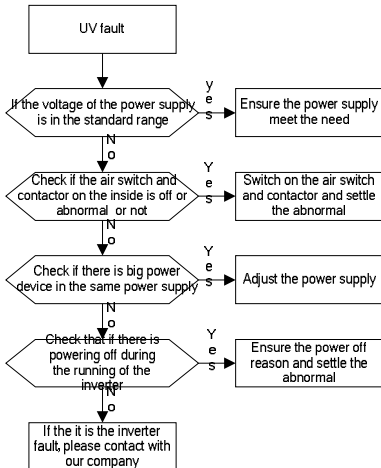 UV fault
yes
If the voltage of the power supply
is in the standard range
Ensure the power supply
meet the need
No
Yes
Check if the air switch and
contactor on the inside is off or
abnormal or not
Switch on the air switch
and contactor and settle
the abnormal
No
Yes
Check if there is big power
device in the same power supply
Adjust the power supply
No
Yes
Check that if there is
powering off during
the running of the
inverter
Ensure the power off
reason and settle the
abnormal
No
If the it is the inverter
fault, please contact with
our company